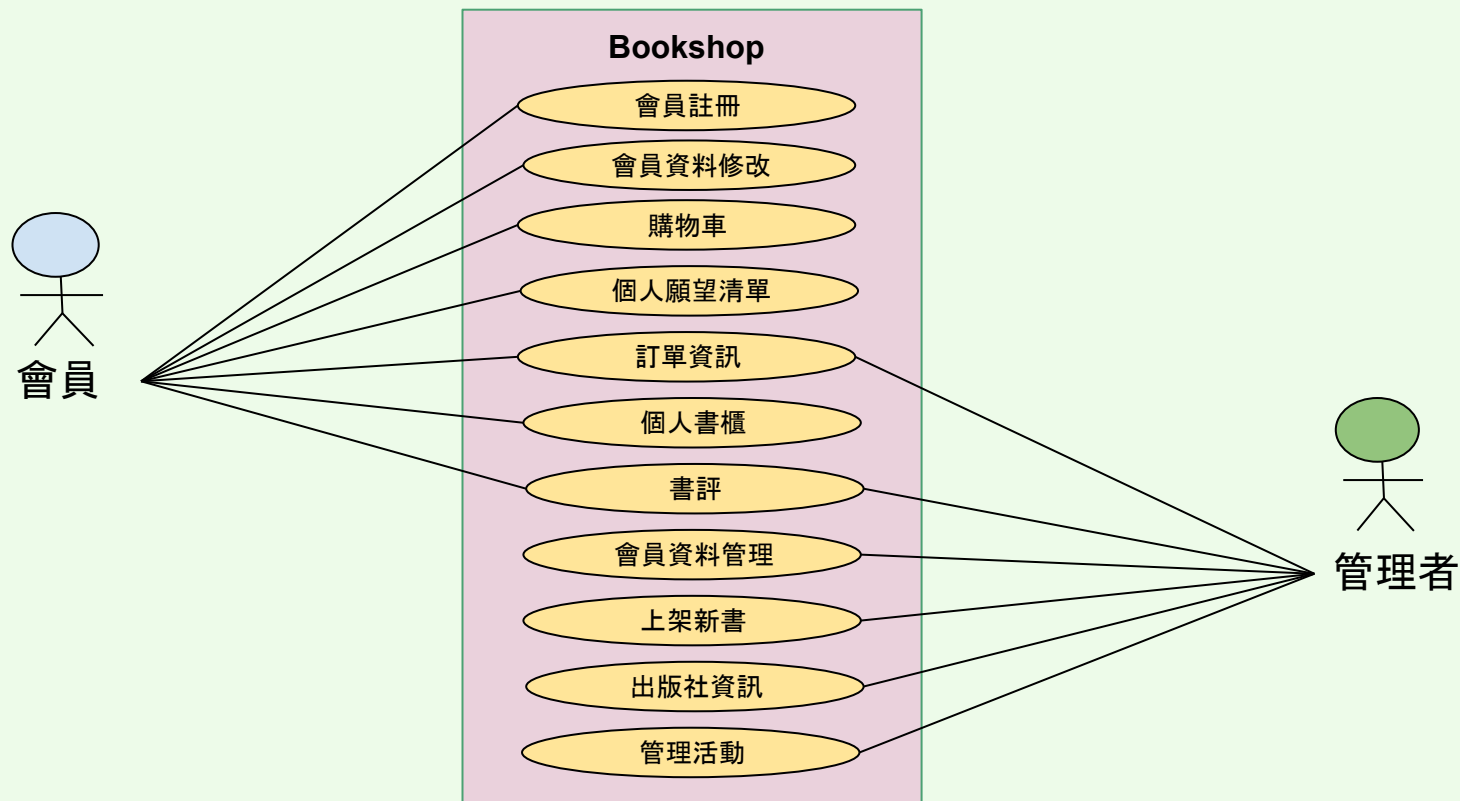 Bookshop
會員註冊
會員資料修改
購物車
個人願望清單
訂單資訊
會員
個人書櫃
書評
會員資料管理
管理者
上架新書
出版社資訊
管理活動